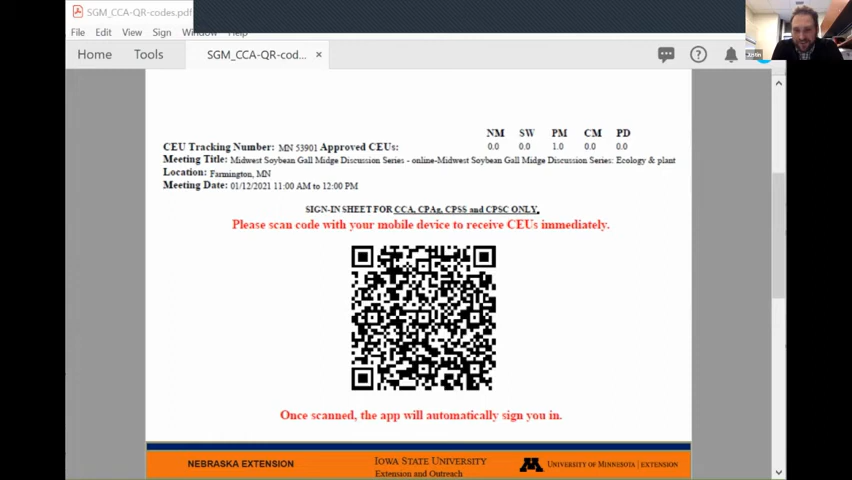 SGM_CCA-QR-codes.pdf
File Edit View Sign Window Help
Home Tools SGM_CCA-QR-cod... ×
NM SW PM CM PD
CEU Tracking Number: MN 53901 Approved CEUs: 0.0 0.0 1.0 0.0 0.0
Meeting Title: Midwest Soybean Gall Midge Discussion Series - online-Midwest Soybean Gall Midge Discussion Series: Ecology & plant
Location: Farmington, MN
Meeting Date: 01/12/2021 11:00 AM to 12:00 PM
SIGN-IN SHEET FOR CCA, CPAg, CPSS and CPSC ONLY.
Please scan code with your mobile device to receive CEUs immediately.
Once scanned, the app will automatically sign you in.
NEBRASKA EXTENSION
IOWA STATE UNIVERSITY
Extension and Outreach
UNIVERSITY OF MINNESOTA | EXTENSION